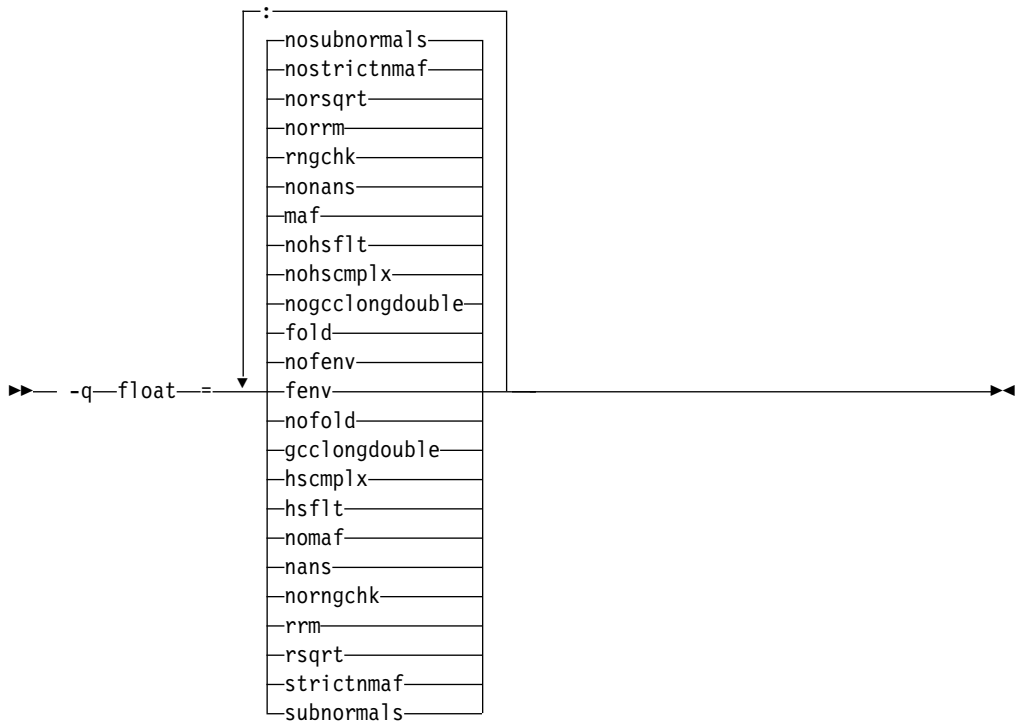 :
nosubnormals
nostrictnmaf
norsqrt
norrm
rngchk
nonans
maf
nohsflt
nohscmplx
nogcclongdouble
fold
nofenv
-q float = fenv
nofold
gcclongdouble
hscmplx
hsflt
nomaf
nans
norngchk
rrm
rsqrt
strictnmaf
subnormals